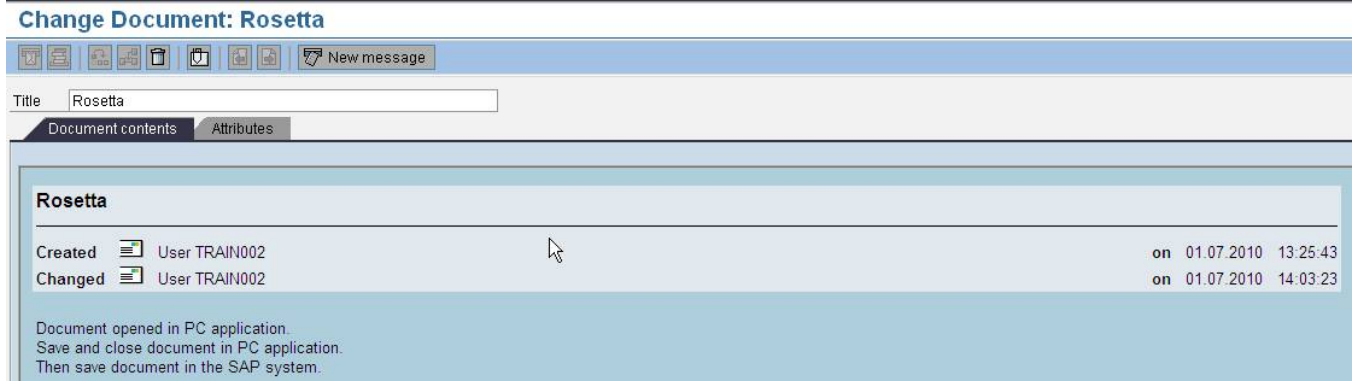 Change Document: Rosetta
New message
Title Rosetta
Document contents Attributes
Rosetta
Created User TRAIN002 on 01.07.2010 13:25:43
Changed User TRAIN002 on 01.07.2010 14:03:23
Document opened in PC application.
Save and close document in PC application.
Then save document in the SAP system.